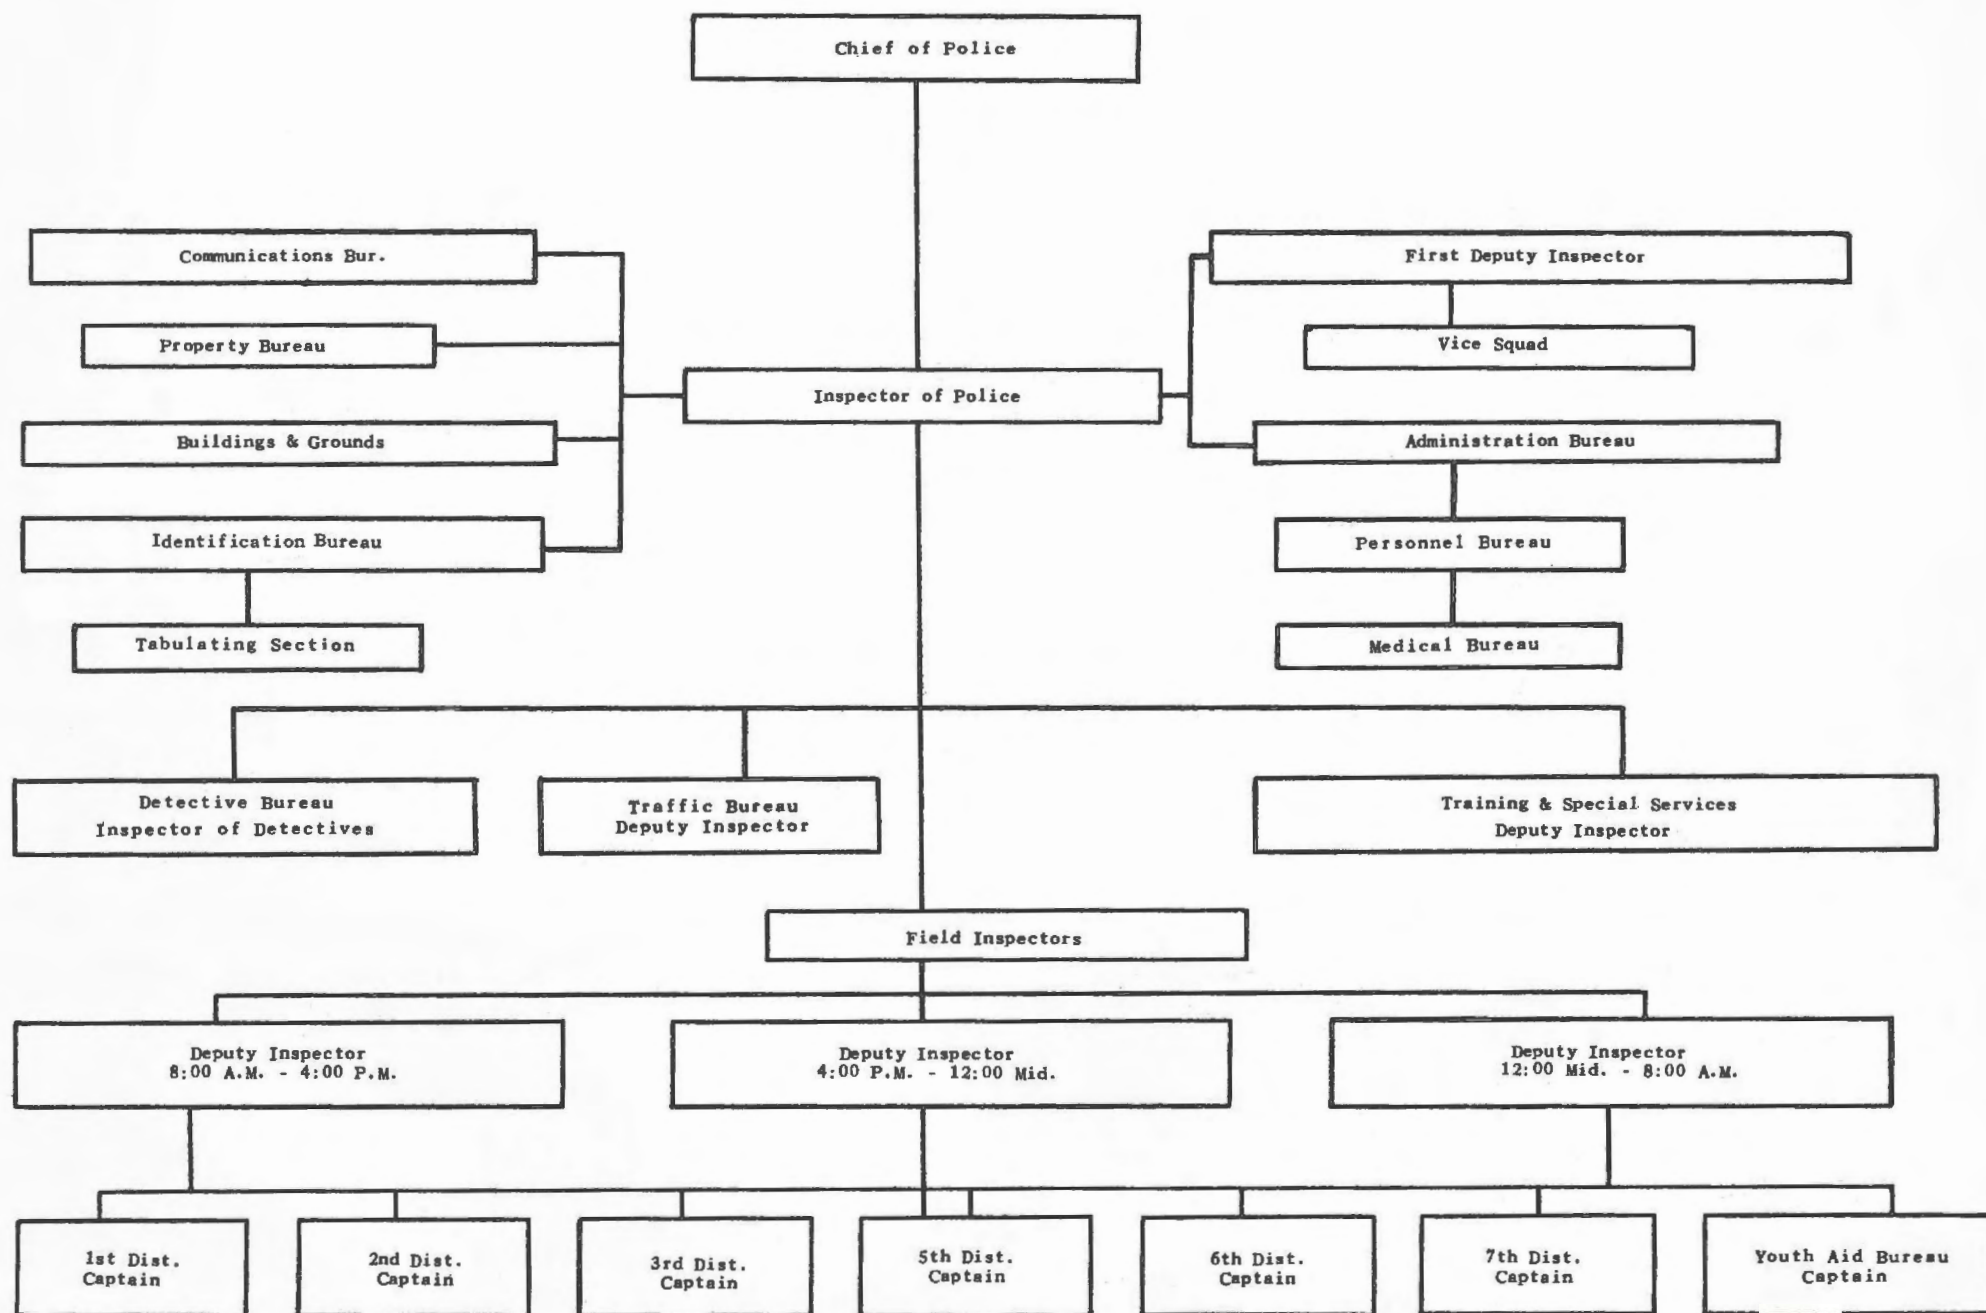 Chief of Police
Communications Bur.
First Deputy Inspector
Property Bureau
Vice Squad
Inspector of Police
Buildings & Grounds
Administration Bureau
Identification Bureau
Personnel Bureau
Tabulating Section
Medical Bureau
Detective Bureau
Inspector of Detectives
Traffic Bureau
Deputy Inspector
Training & Special Services
Deputy Inspector
Field Inspectors
Deputy Inspector
8:00 A.M. - 4:00 P.M.
Deputy Inspector
4:00 P.M. - 12:00 Mid.
Deputy Inspector
12:00 Mid. - 8:00 A.M.
1st Dist.
Captain
2nd Dist.
Captain
3rd Dist.
Captain
5th Dist.
Captain
6th Dist.
Captain
7th Dist.
Captain
Youth Aid Bureau
Captain